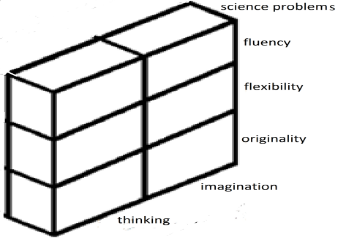 science problems
fluency
flexibility
originality
imagination
thinking